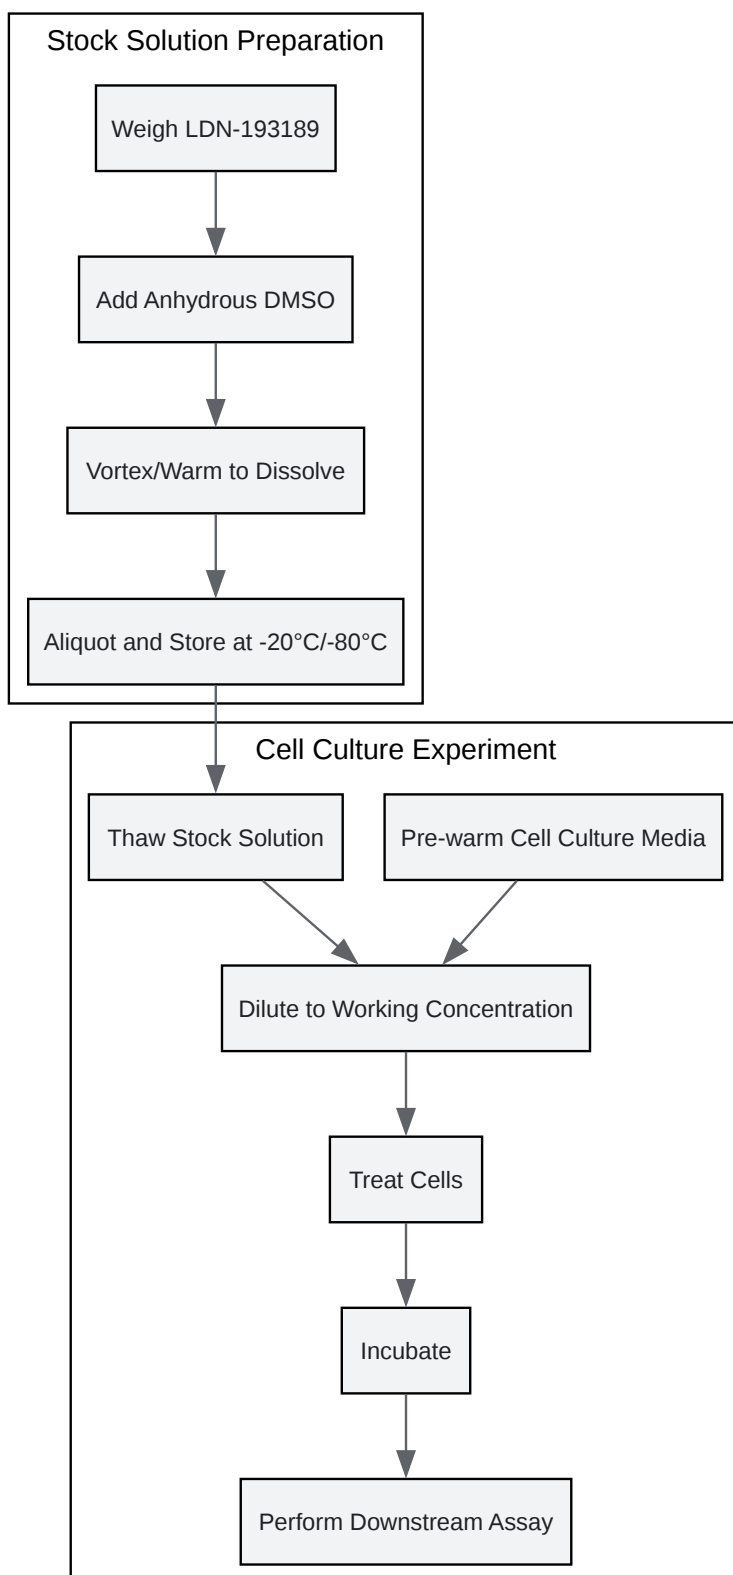 Stock Solution Preparation
Weigh LDN-193189
Add Anhydrous DMSO
Vortex/Warm to Dissolve
Aliquot and Store at -20°C/-80°C
Cell Culture Experiment
Thaw Stock Solution
Pre-warm Cell Culture Media
Dilute to Working Concentration
Treat Cells
Incubate
Perform Downstream Assay